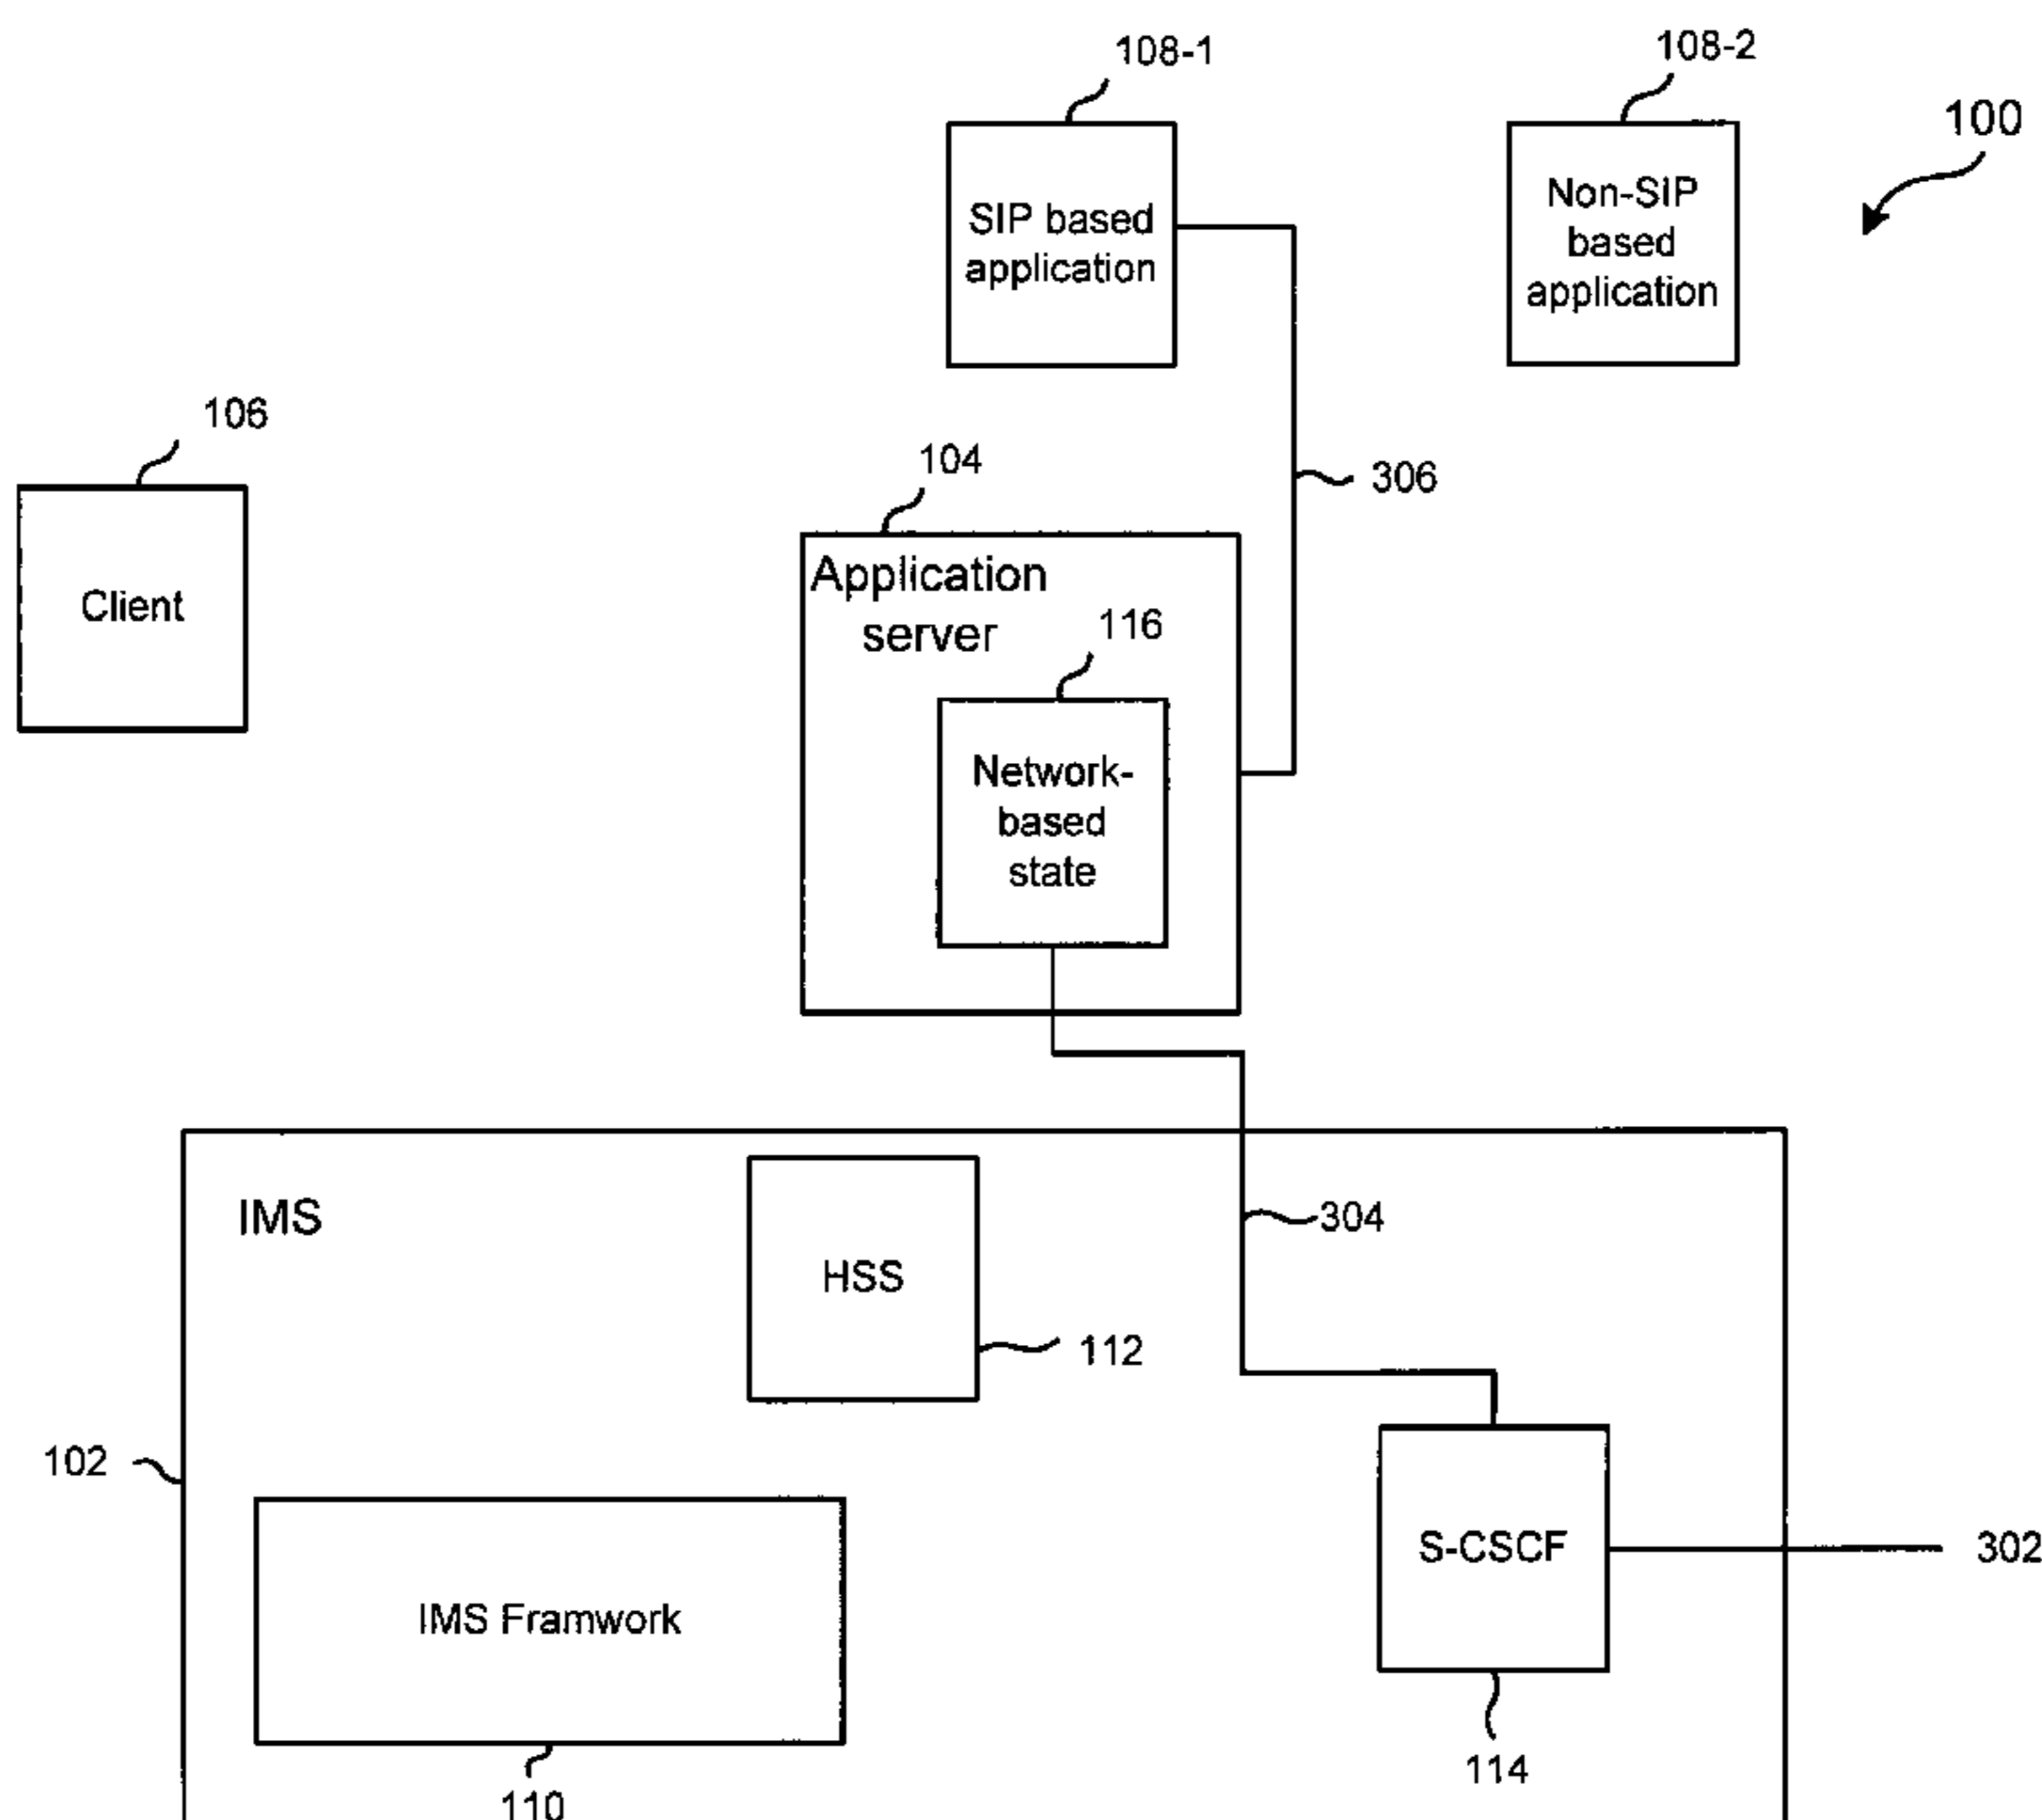 108-1
108-2
100
SIP based
application
Non-SIP
based
application
106
104
306
Client
Application
server
116
Network-
based
state
IMS
HSS
304
112
102
S-CSCF
302
IMS Framwork
114
110